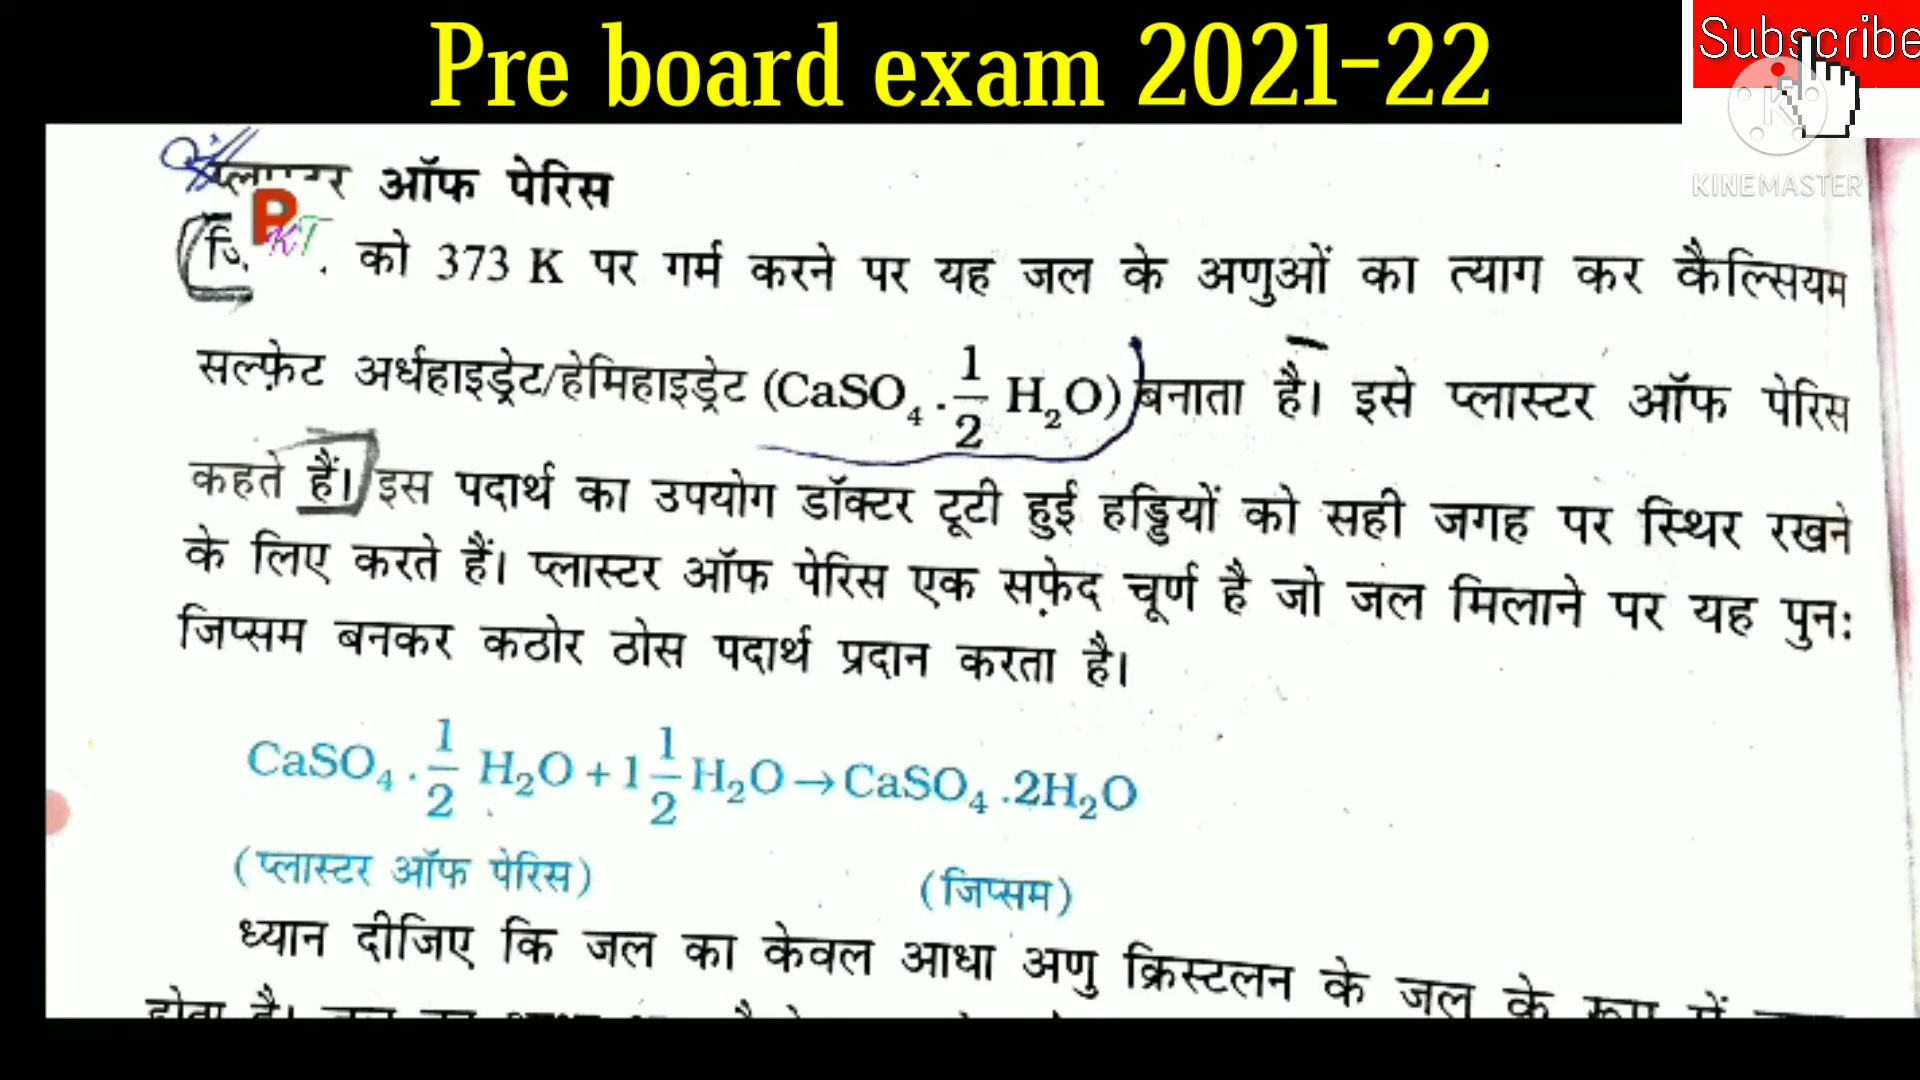 Pre board exam 2021-22
Subscribe
KINEMASTER
प्लास्टर ऑफ पेरिस
P
KT
को 373 K पर गर्म करने पर यह जल के अणुओं का त्याग कर कैल्सियम
सल्फ़ेट अर्धहाइड्रेट/हेमिहाइड्रेट (CaSO₄ . 1/2 H₂O) बनाता है। इसे प्लास्टर ऑफ पेरिस
कहते हैं। इस पदार्थ का उपयोग डॉक्टर टूटी हुई हड्डियों को सही जगह पर स्थिर रखने
के लिए करते हैं। प्लास्टर ऑफ पेरिस एक सफ़ेद चूर्ण है जो जल मिलाने पर यह पुनः
जिप्सम बनकर कठोर ठोस पदार्थ प्रदान करता है।
CaSO₄ . 1/2 H₂O + 1 1/2 H₂O → CaSO₄ .2H₂O
(प्लास्टर ऑफ पेरिस) (जिप्सम)
ध्यान दीजिए कि जल का केवल आधा अणु क्रिस्टलन के जल के रूप में
होता है।